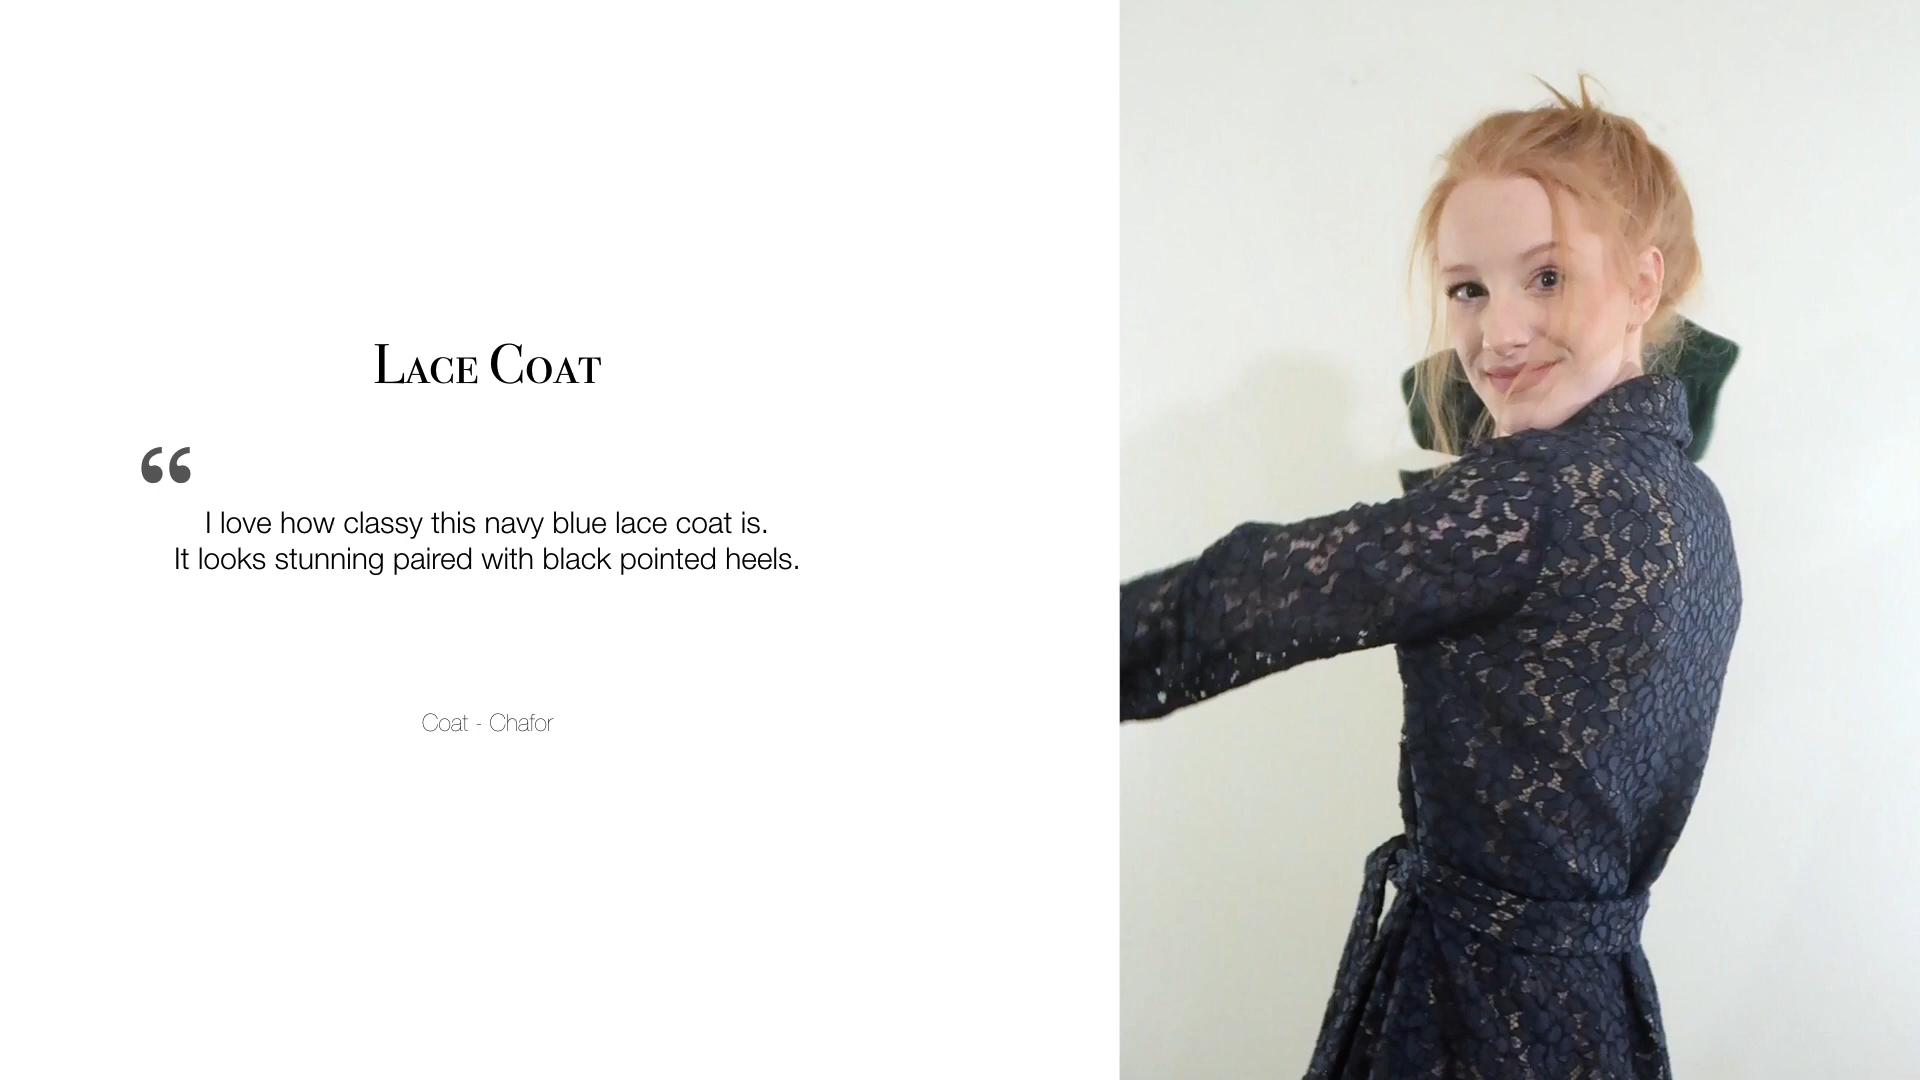 Lace Coat
“
I love how classy this navy blue lace coat is.
It looks stunning paired with black pointed heels.
Coat - Chafor